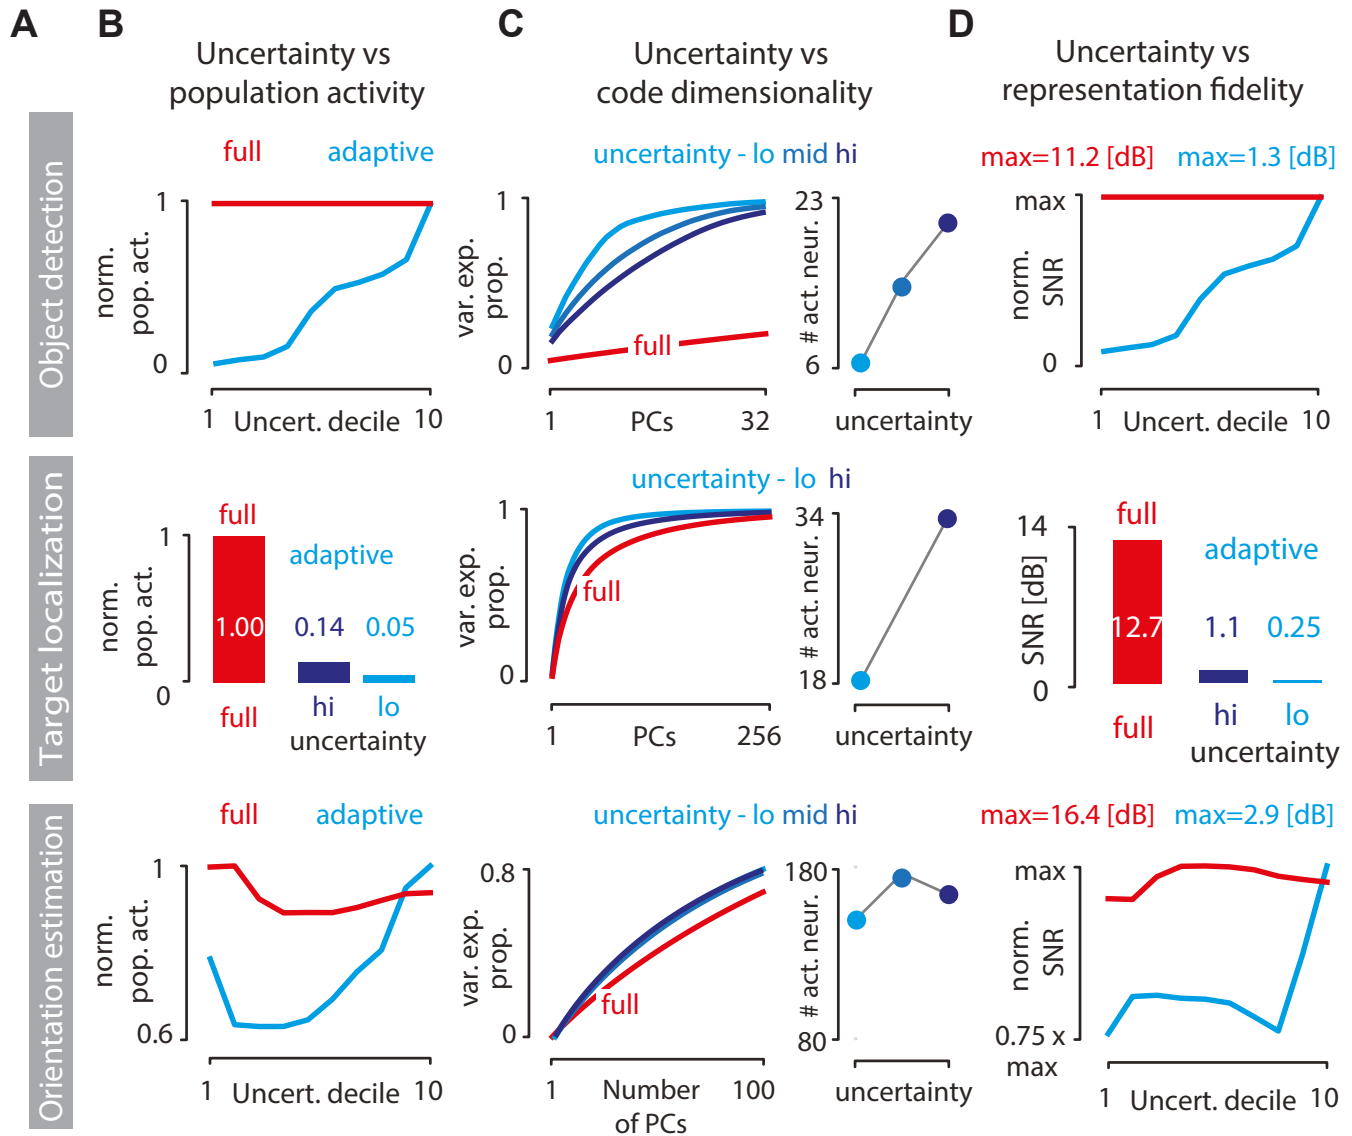 A
B
C
D
Uncertainty vs
population activity
Uncertainty vs
code dimensionality
Uncertainty vs
representation fidelity
Object detection
full adaptive
norm.
pop. act.
1
0
1 Uncert. decile 10
uncertainty - lo mid hi
var. exp.
prop.
1
0
full
1 PCs 32
# act. neur.
23
6
uncertainty
max=11.2 [dB] max=1.3 [dB]
norm.
SNR
max
0
1 Uncert. decile 10
Target localization
norm.
pop. act.
1
0
full
adaptive
1.00 0.14 0.05
full hi lo
uncertainty
uncertainty - lo hi
var. exp.
prop.
1
0
full
1 PCs 256
# act. neur.
34
18
uncertainty
SNR [dB]
14
0
full
adaptive
12.7 1.1 0.25
full hi lo
uncertainty
Orientation estimation
full adaptive
norm.
pop. act.
1
0.6
1 Uncert. decile 10
uncertainty - lo mid hi
var. exp.
prop.
0.8
0
full
1 Number 100
of PCs
# act. neur.
180
80
uncertainty
max=16.4 [dB] max=2.9 [dB]
norm.
SNR
max
0.75 x
max
1 Uncert. decile 10